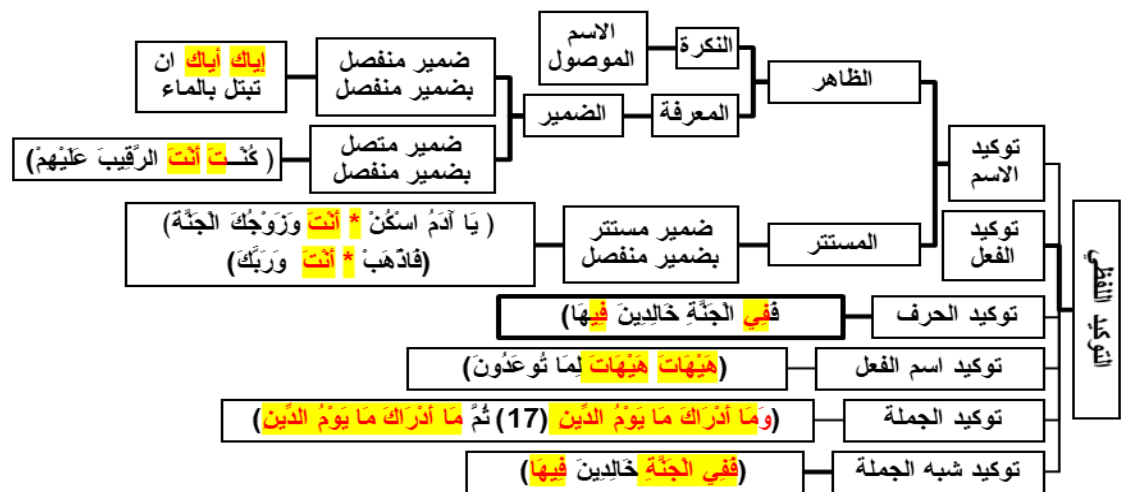 التوكيد اللفظي
توكيد
الاسم
الظاهر
النكرة
الاسم
الموصول
المعرفة
الضمير
ضمير منفصل
بضمير منفصل
إياك أياك ان
تبتل بالماء
ضمير متصل
بضمير منفصل
( كُنْـــتَ أَنْتَ الرَّقِيبَ عَلَيْهِمْ)
المستتر
ضمير مستتر
بضمير منفصل
( يَا آدَمُ اسْكُنْ * أَنْتَ وَزَوْجُكَ الْجَنَّةَ)
(فَاذْهَبْ * أَنْتَ وَرَبُّكَ)
توكيد
الفعل
توكيد الحرف
فَفِي الْجَنَّةِ خَالِدِينَ فِيهَا)
توكيد اسم الفعل
(هَيْهَاتَ هَيْهَاتَ لِمَا تُوعَدُونَ)
توكيد الجملة
(وَمَا أَدْرَاكَ مَا يَوْمُ الدِّينِ (17) ثُمَّ مَا أَدْرَاكَ مَا يَوْمُ الدِّينِ)
توكيد شبه الجملة
(فَفِي الْجَنَّةِ خَالِدِينَ فِيهَا)